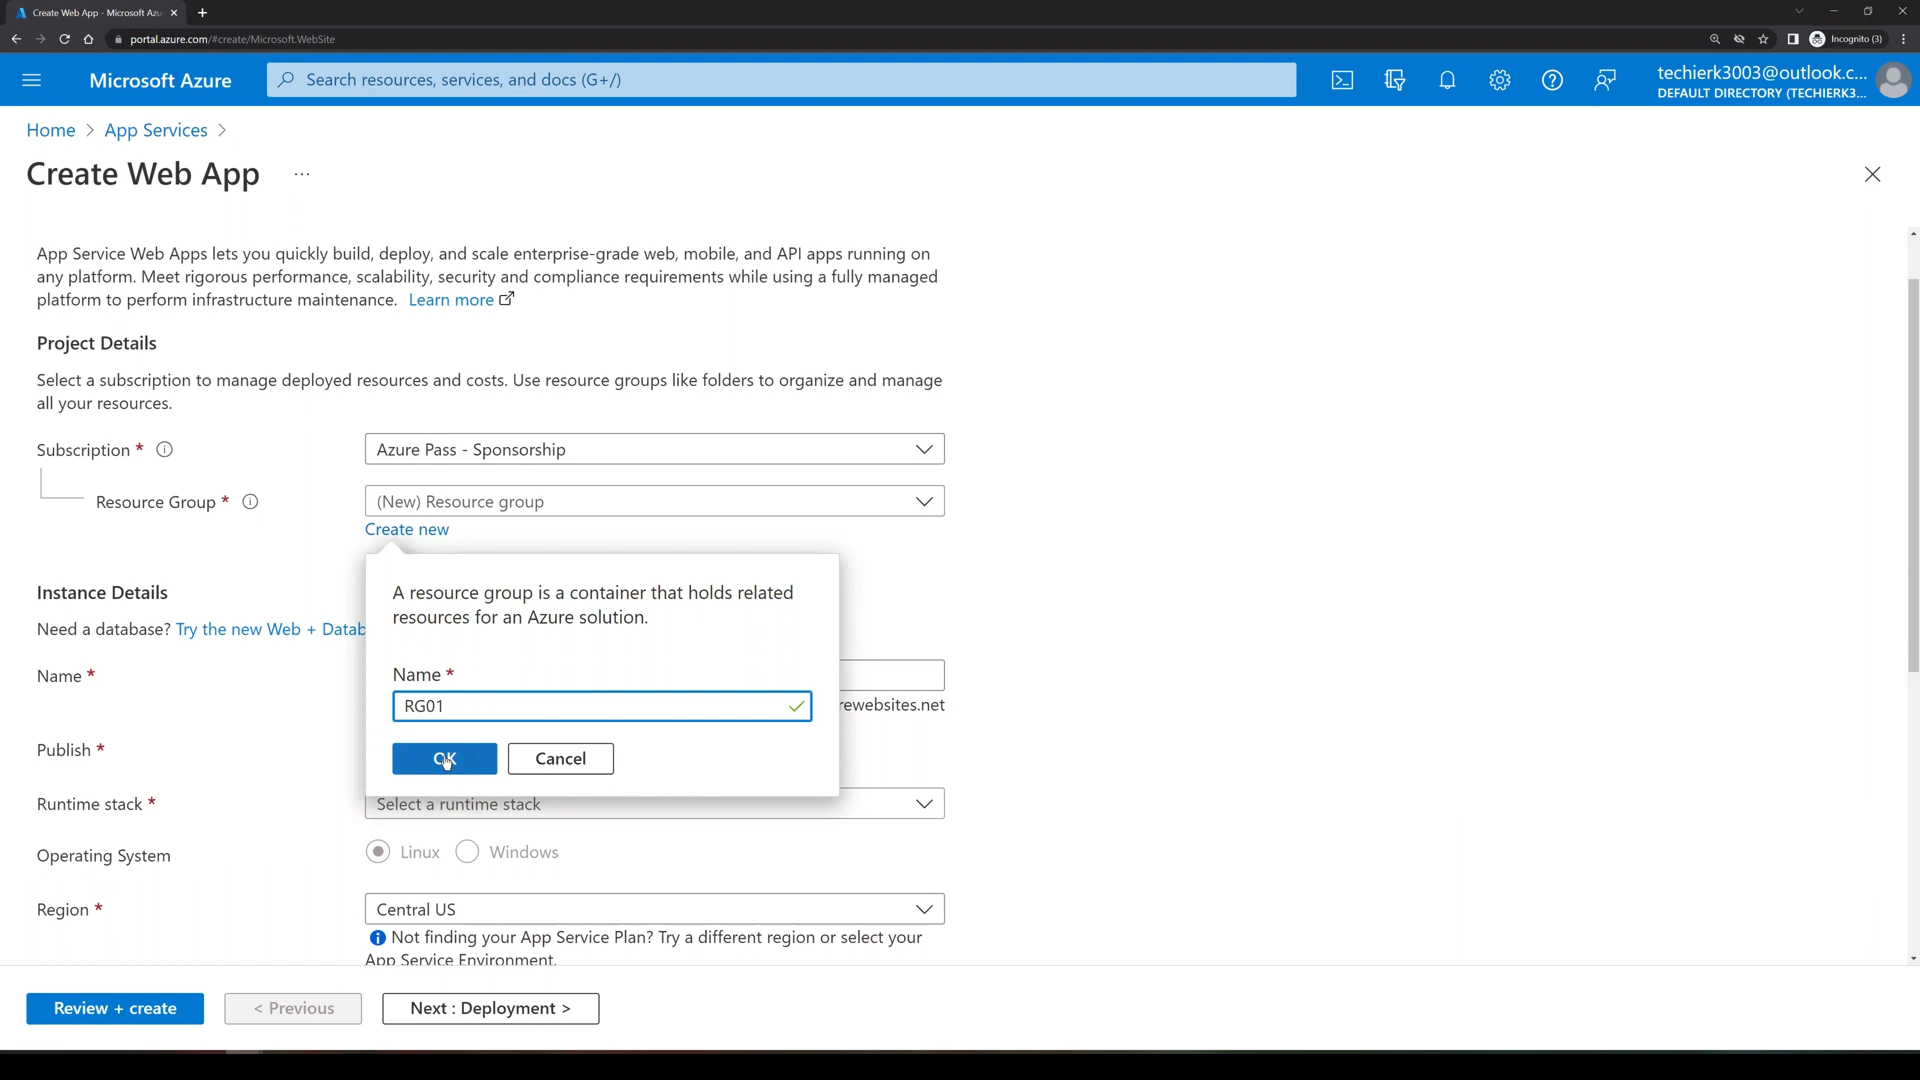 Create Web App - Microsoft Azu
portal.azure.com/#create/Microsoft.WebSite
Incognito (3)
Microsoft Azure
Search resources, services, and docs (G+/)
techierk3003@outlook.c...
DEFAULT DIRECTORY (TECHIERK3...
Home > App Services >
Create Web App ...
App Service Web Apps lets you quickly build, deploy, and scale enterprise-grade web, mobile, and API apps running on
any platform. Meet rigorous performance, scalability, security and compliance requirements while using a fully managed
platform to perform infrastructure maintenance. Learn more
Project Details
Select a subscription to manage deployed resources and costs. Use resource groups like folders to organize and manage
all your resources.
Subscription *
Azure Pass - Sponsorship
Resource Group *
(New) Resource group
Create new
A resource group is a container that holds related
resources for an Azure solution.
Name *
RG01
OK
Cancel
Instance Details
Need a database? Try the new Web + Datab
Name *
rewebsites.net
Publish *
Runtime stack *
Select a runtime stack
Operating System
Linux
Windows
Region *
Central US
Not finding your App Service Plan? Try a different region or select your
App Service Environment.
Review + create
< Previous
Next : Deployment >